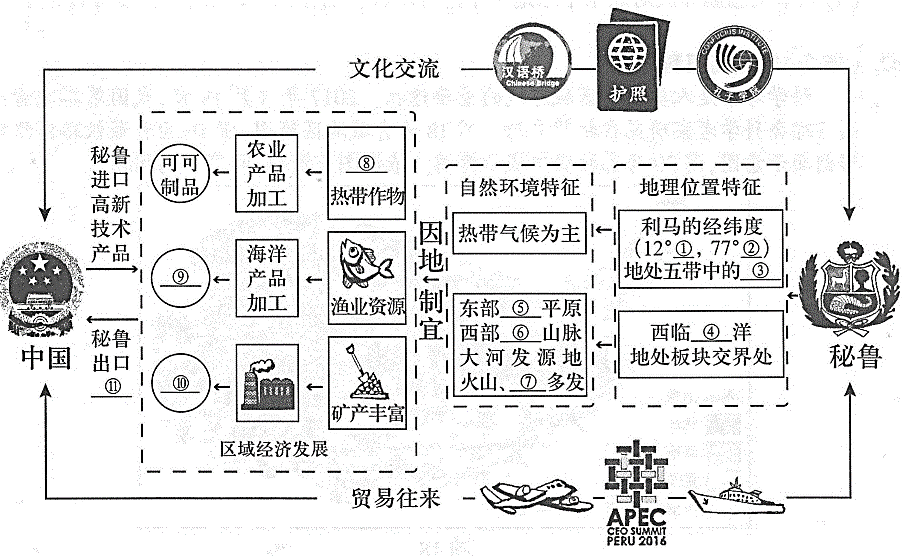 文化交流
汉语桥
Chinese Bridge
护照
CONFUCIUS INSTITUTE
孔子学院
秘鲁
进口
高新
技术
产品
可可
制品
农业
产品
加工
⑧
热带作物
自然环境特征
地理位置特征
热带气候为主
利马的经纬度
(12°①, 77°②)
地处五带中的③
因地制宜
⑨
海洋
产品
加工
渔业资源
东部⑤平原
西部⑥山脉
大河发源地
火山、⑦多发
西临④洋
地处板块交界处
中国
秘鲁
秘鲁
出口
⑪
⑩
矿产丰富
区域经济发展
贸易往来
APEC
CEO SUMMIT
PERU 2016